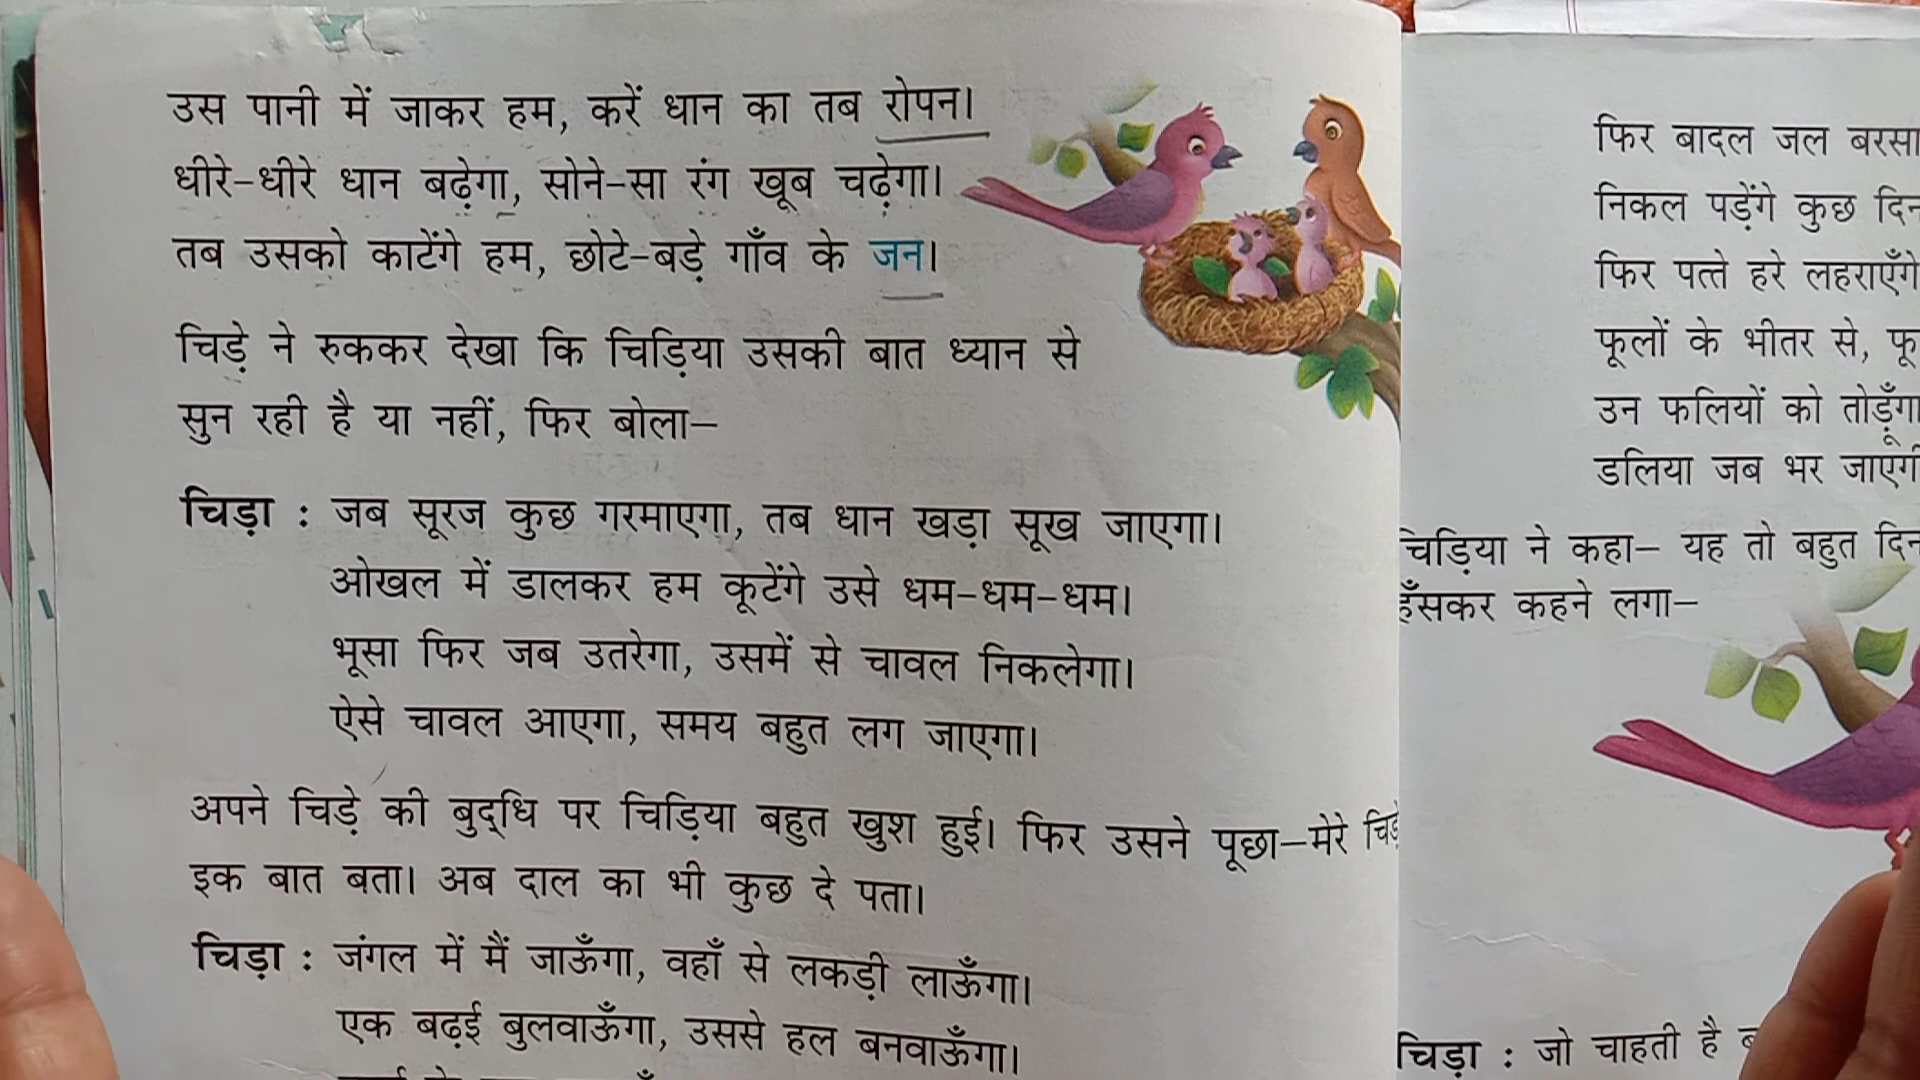 उस पानी में जाकर हम, करें धान का तब रोपन।
धीरे-धीरे धान बढ़ेगा, सोने-सा रंग खूब चढ़ेगा।
तब उसको काटेंगे हम, छोटे-बड़े गाँव के जन।
चिड़े ने रुककर देखा कि चिड़िया उसकी बात ध्यान से
सुन रही है या नहीं, फिर बोला–
चिड़ा : जब सूरज कुछ गरमाएगा, तब धान खड़ा सूख जाएगा।
ओखल में डालकर हम कूटेंगे उसे धम-धम-धम।
भूसा फिर जब उतरेगा, उसमें से चावल निकलेगा।
ऐसे चावल आएगा, समय बहुत लग जाएगा।
अपने चिड़े की बुद्धि पर चिड़िया बहुत खुश हुई। फिर उसने पूछा–मेरे
इक बात बता। अब दाल का भी कुछ दे पता।
चिड़ा : जंगल में मैं जाऊँगा, वहाँ से लकड़ी लाऊँगा।
एक बढ़ई बुलवाऊँगा, उससे हल बनवाऊँगा।
फिर बादल जल बरसा
निकल पड़ेंगे कुछ दिन
फिर पत्ते हरे लहराएँगे
फूलों के भीतर से, फू
उन फलियों को तोड़ूँगा
डलिया जब भर जाएगी
चिड़िया ने कहा– यह तो बहुत दिन
हँसकर कहने लगा–
चिड़ा : जो चाहती है